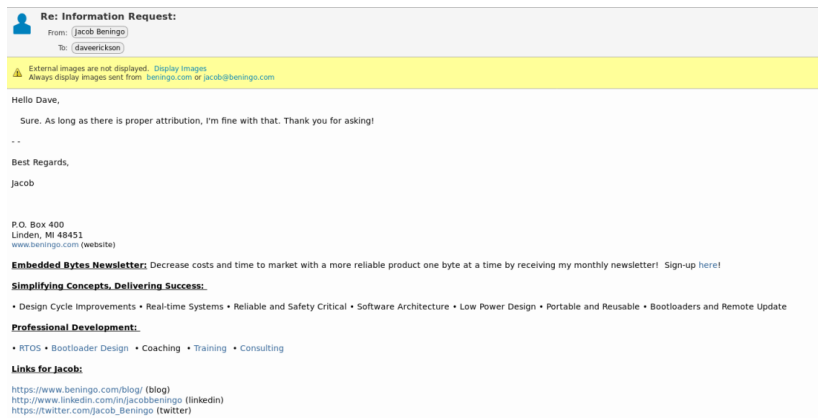 Re: Information Request:
From: Jacob Beningo
To: daveerickson
External images are not displayed. Display Images
Always display images sent from beningo.com or jacob@beningo.com
Hello Dave,
Sure. As long as there is proper attribution, I'm fine with that. Thank you for asking!
- -
Best Regards,
Jacob
P.O. Box 400
Linden, MI 48451
www.beningo.com (website)
Embedded Bytes Newsletter: Decrease costs and time to market with a more reliable product one byte at a time by receiving my monthly newsletter! Sign-up here!
Simplifying Concepts, Delivering Success:
• Design Cycle Improvements • Real-time Systems • Reliable and Safety Critical • Software Architecture • Low Power Design • Portable and Reusable • Bootloaders and Remote Update
Professional Development:
• RTOS • Bootloader Design • Coaching • Training • Consulting
Links for Jacob:
https://www.beningo.com/blog/ (blog)
http://www.linkedin.com/in/jacobbeningo (linkedin)
https://twitter.com/Jacob_Beningo (twitter)